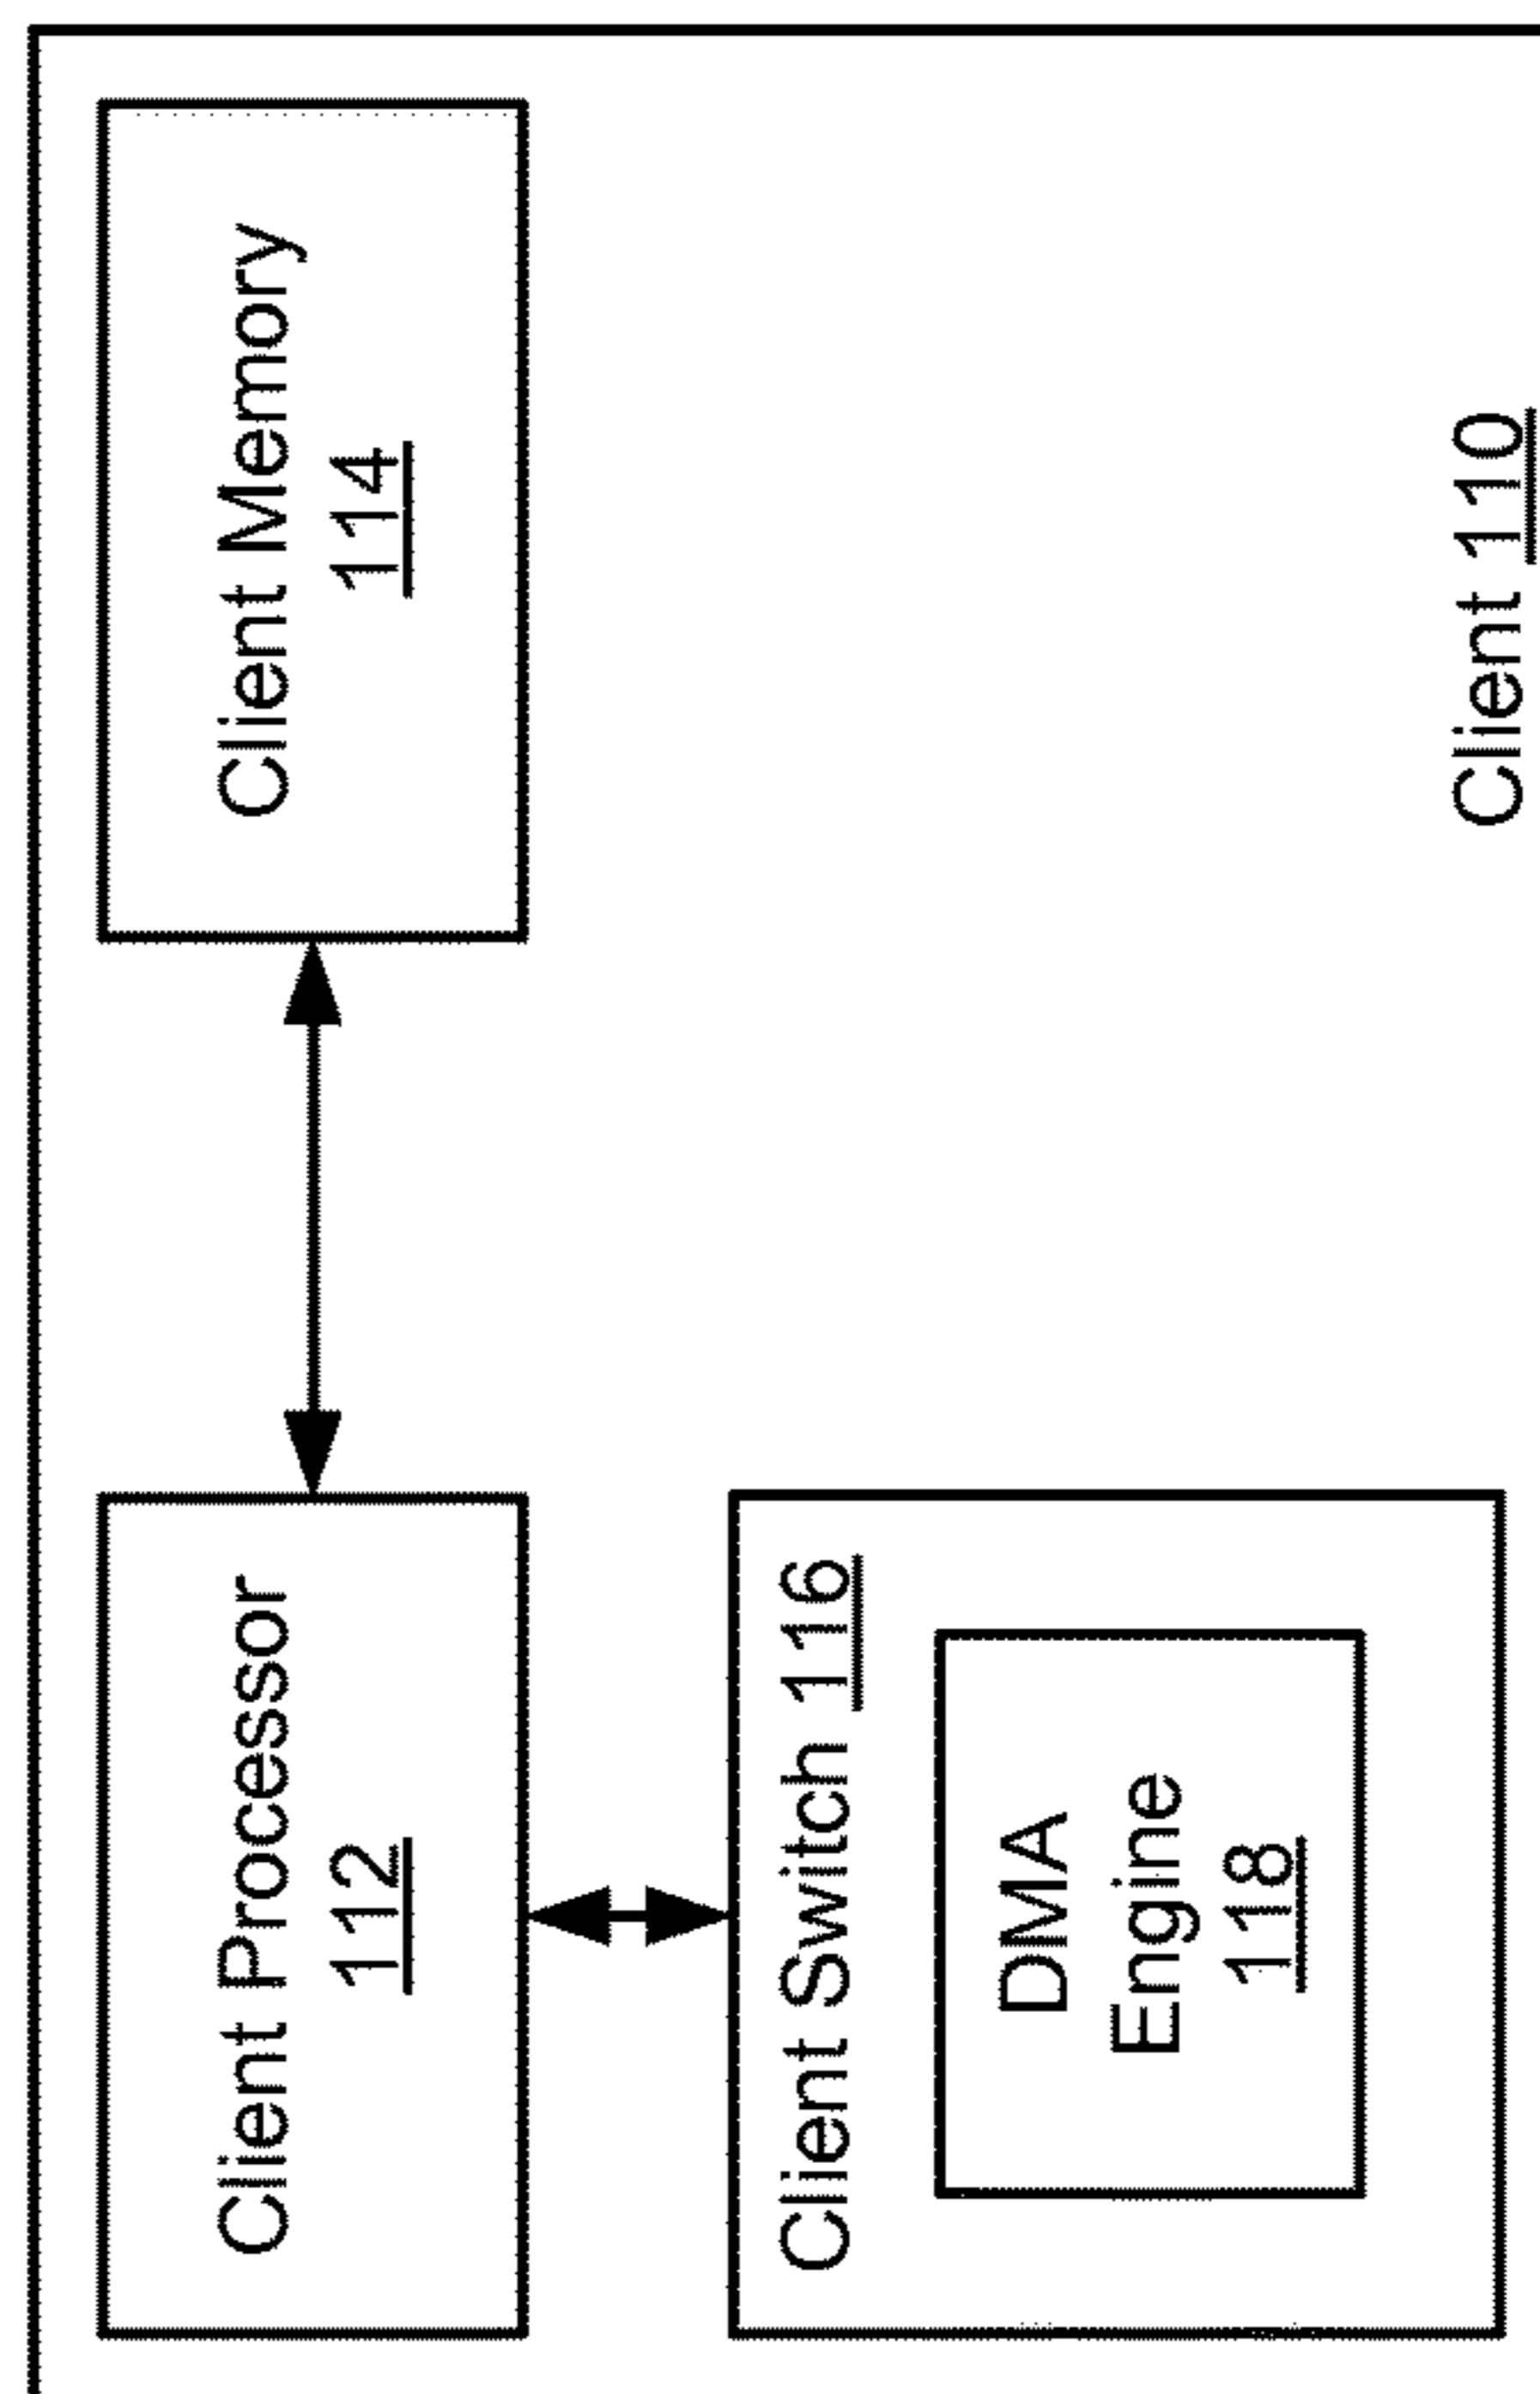 Client Processor
112
Client Memory
114
Client Switch 116
DMA
Engine
118
Client 110